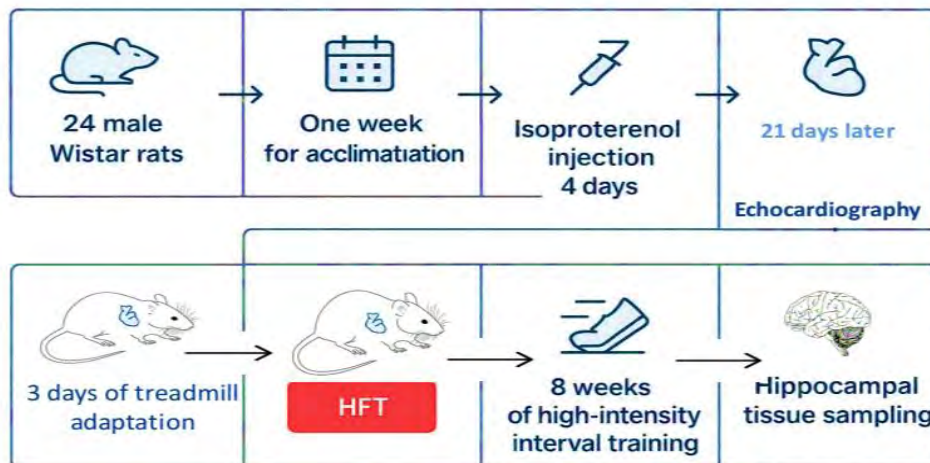 24 male
Wistar rats
One week
for acclimatıation
Isoproterenol
injection
4 days
21 days later
Echocardiography
3 days of treadmill
adaptation
HFT
8 weeks
of high-intensity
interval training
Hippocampal
tissue sampling